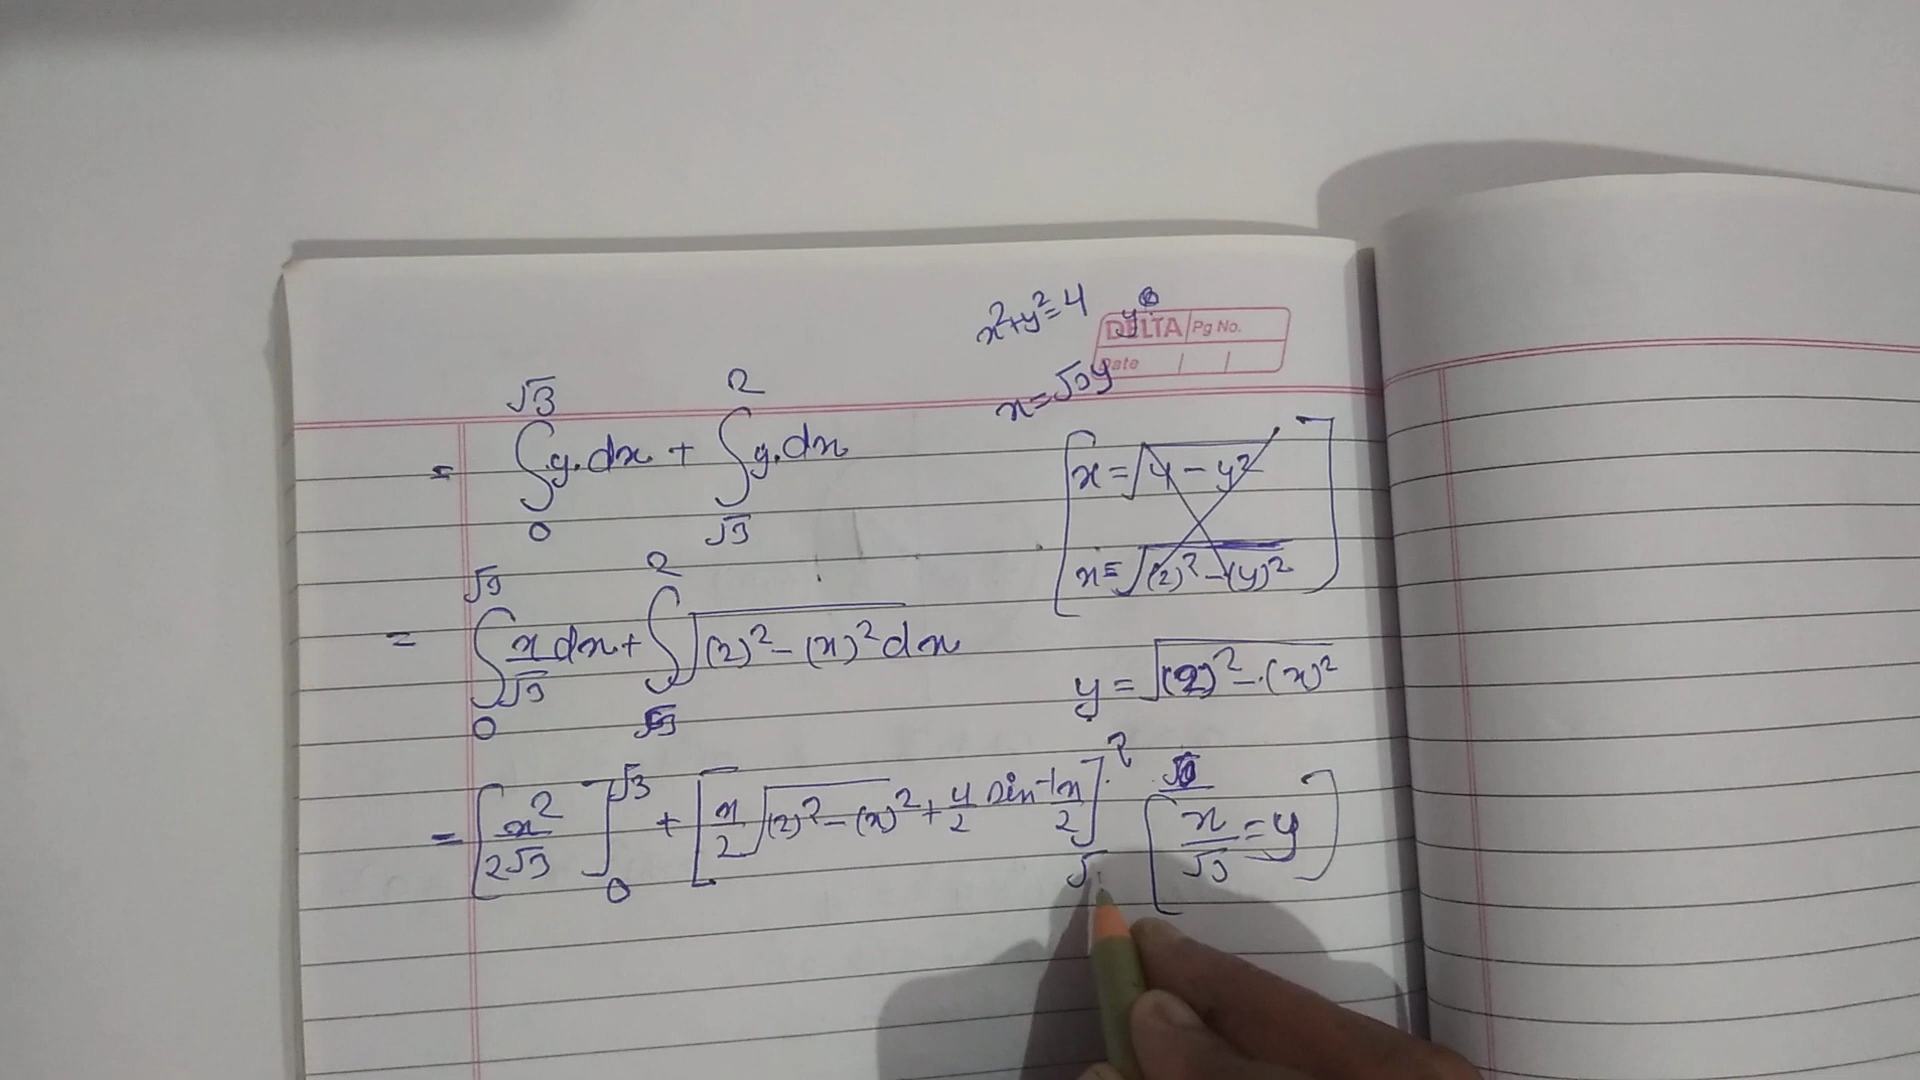 x²+y²=4 y
DELTA Pg No.
Date
x=√3y
= ∫₀^√3 y.dx + ∫_√3^2 y.dx
[x=√4-y²
x=√(2)²-(y)²]
= ∫₀^√3 x/√3 dx + ∫_√3^2 √(2)²-(x)² dx
y=√(2)²-(x)²
= [x²/2√3]₀^√3 + [x/2 √(2)²-(x)² + 4/2 sin⁻¹ x/2]_√^2
[x/√3 = y]